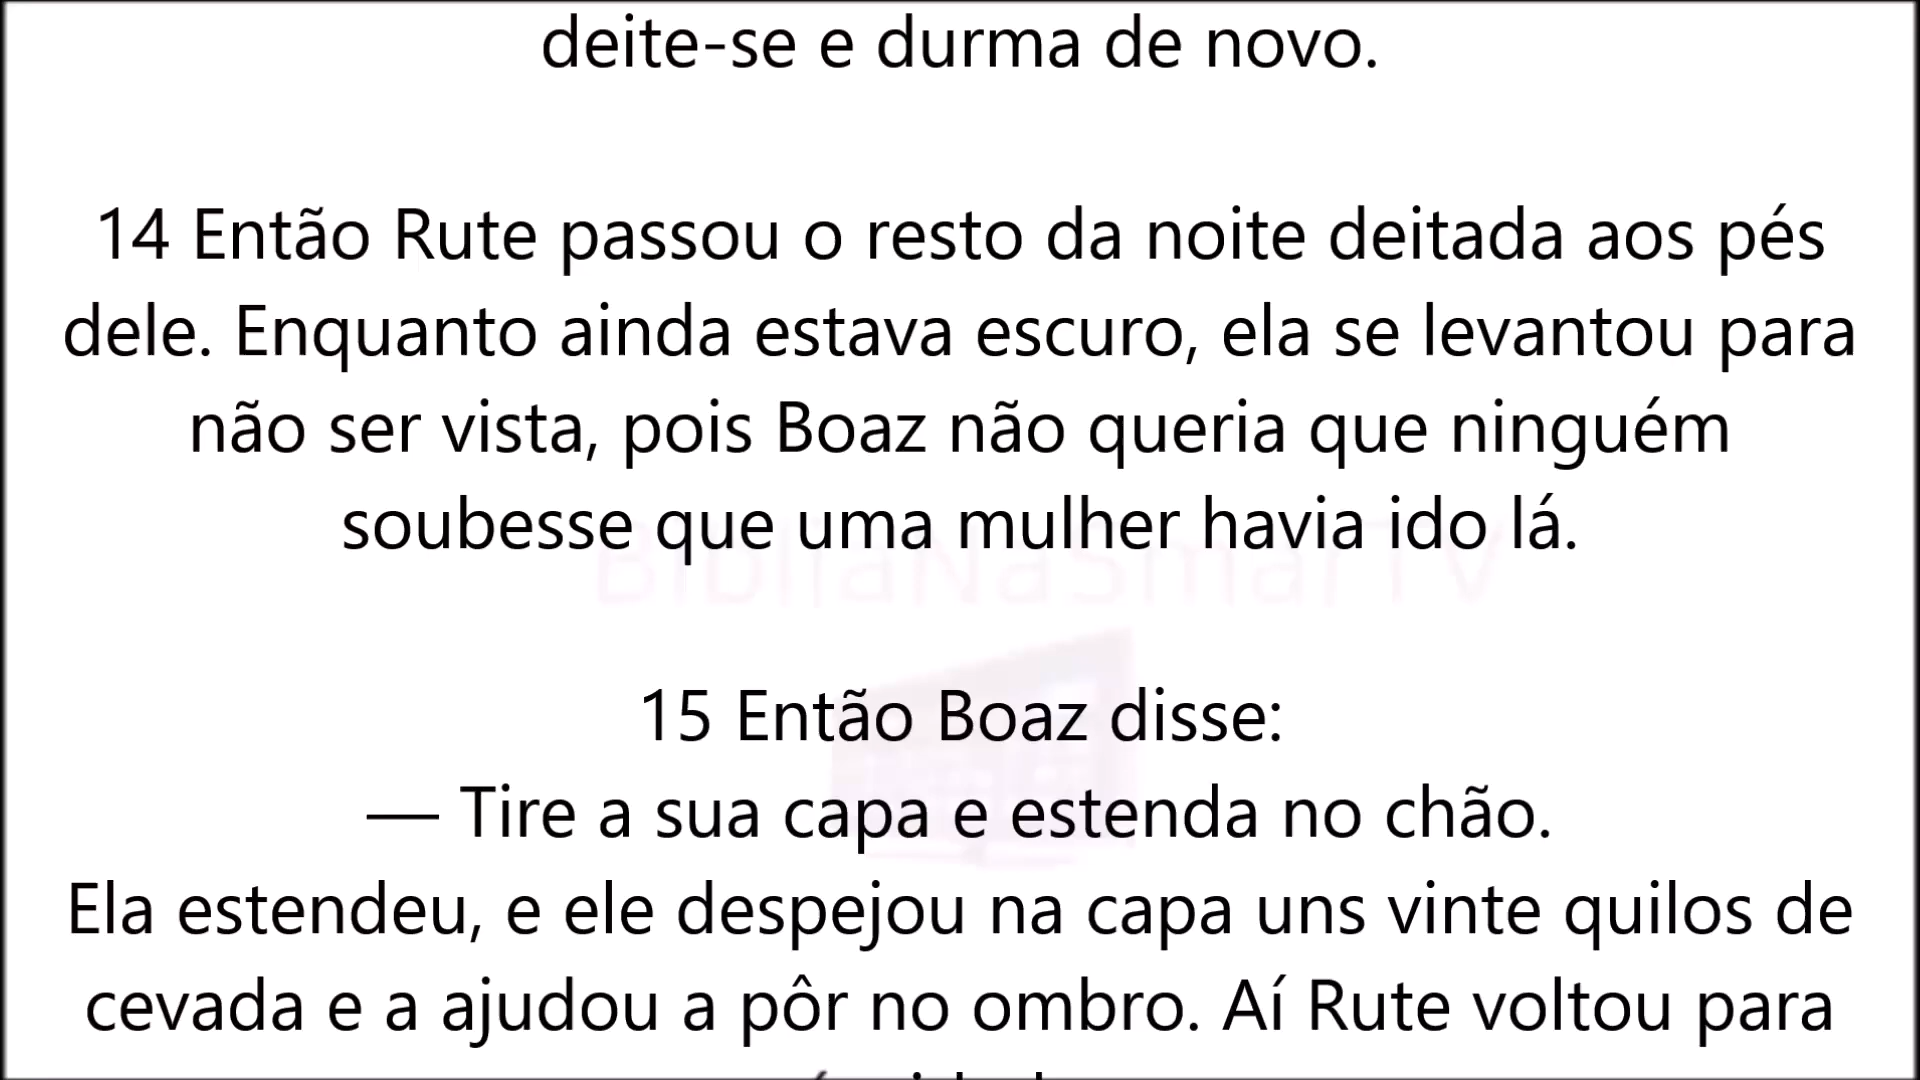 deite-se e durma de novo.
14 Então Rute passou o resto da noite deitada aos pés
dele. Enquanto ainda estava escuro, ela se levantou para
não ser vista, pois Boaz não queria que ninguém
soubesse que uma mulher havia ido lá.
BíbliaNaSmarTV
15 Então Boaz disse:
— Tire a sua capa e estenda no chão.
Ela estendeu, e ele despejou na capa uns vinte quilos de
cevada e a ajudou a pôr no ombro. Aí Rute voltou para